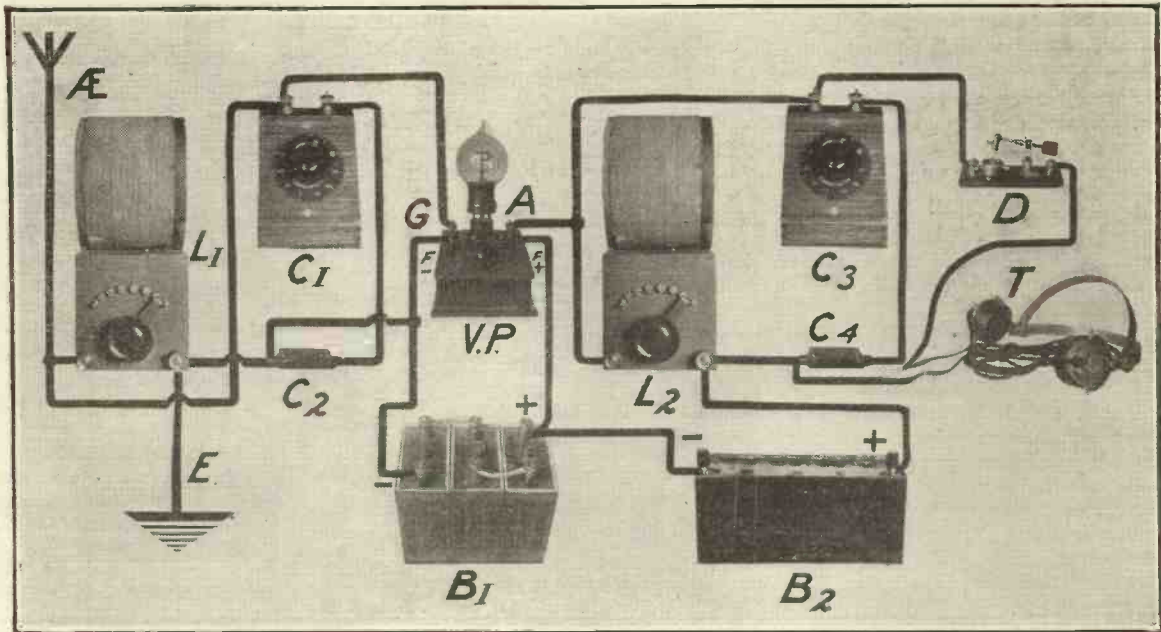 Æ
L1
C1
G
A
F
-
F
+
V.P.
C2
E
-
+
B1
L2
C3
C4
D
T
-
+
B2